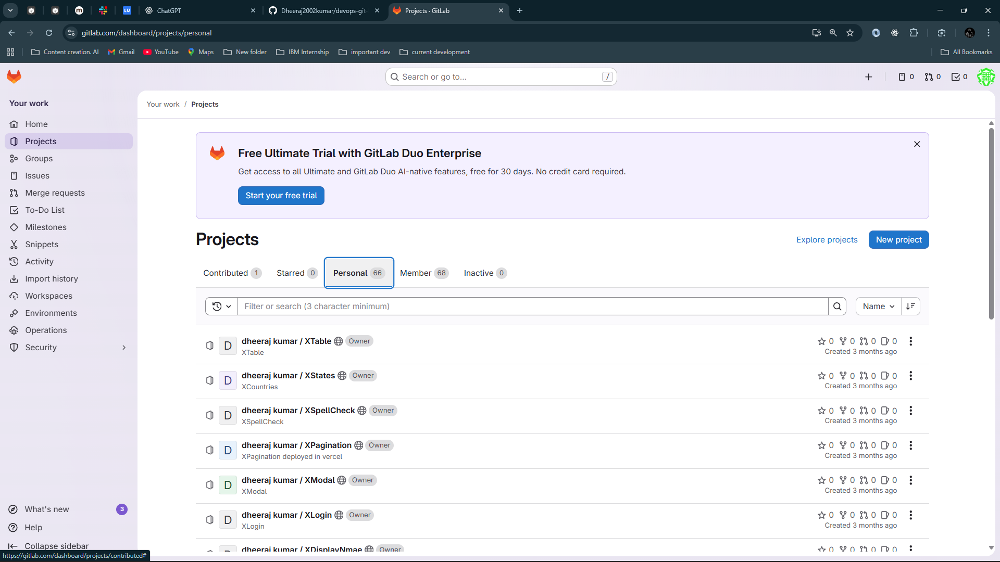 ChatGPT
Dheeraj2002kumar/devops-git-
Projects · GitLab
gitlab.com/dashboard/projects/personal
Content creation. AI
Gmail
YouTube
Maps
New folder
IBM Internship
important dev
current development
All Bookmarks
Search or go to...
/
0
0
0
Your work
Home
Projects
Groups
Issues
Merge requests
To-Do List
Milestones
Snippets
Activity
Import history
Workspaces
Environments
Operations
Security
What's new
3
Help
Collapse sidebar
https://gitlab.com/dashboard/projects/contributed#
Your work / Projects
Free Ultimate Trial with GitLab Duo Enterprise
Get access to all Ultimate and GitLab Duo AI-native features, free for 30 days. No credit card required.
Start your free trial
Projects
Explore projects
New project
Contributed 1
Starred 0
Personal 66
Member 68
Inactive 0
Filter or search (3 character minimum)
Name
D
dheeraj kumar / XTable Owner
XTable
0 0 0 0
Created 3 months ago
D
dheeraj kumar / XStates Owner
XCountries
0 0 0 0
Created 3 months ago
D
dheeraj kumar / XSpellCheck Owner
XSpellCheck
0 0 0 0
Created 3 months ago
D
dheeraj kumar / XPagination Owner
XPagination deployed in vercel
0 0 0 0
Created 3 months ago
D
dheeraj kumar / XModal Owner
XModal
0 0 0 0
Created 3 months ago
D
dheeraj kumar / XLogin Owner
XLogin
0 0 0 0
Created 3 months ago
D
dheeraj kumar / XDisplayNmae Owner
0 0 0 0
LU
m